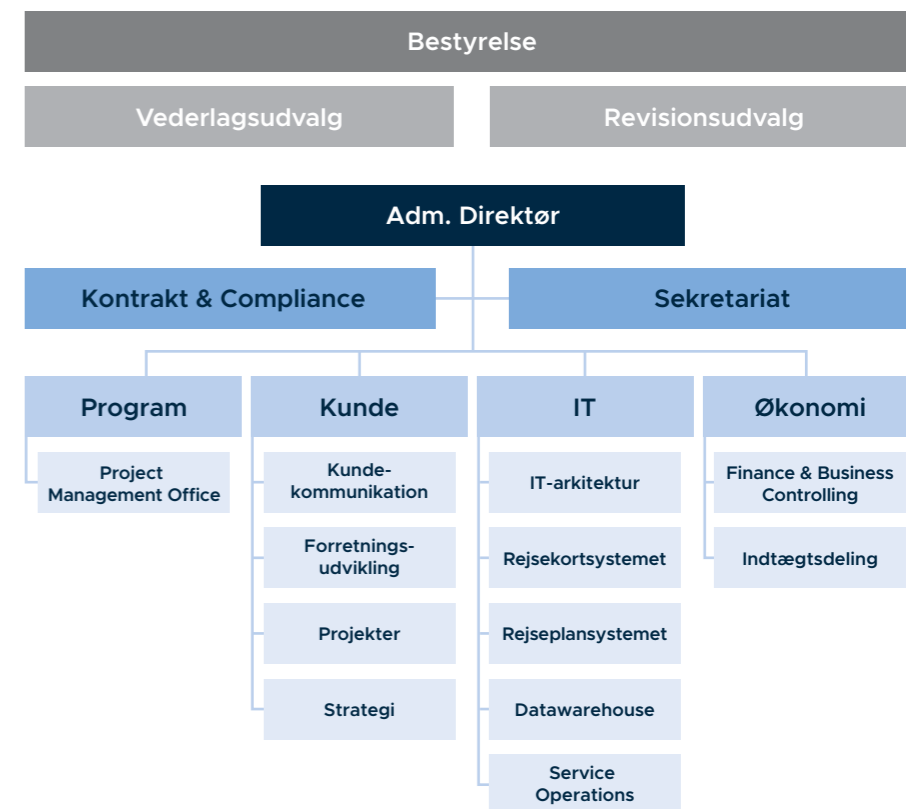 Bestyrelse
Vederlagsudvalg
Revisionsudvalg
Adm. Direktør
Kontrakt & Compliance
Sekretariat
Program
Project
Management Office
Kunde
Kunde-
kommunikation
Forretnings-
udvikling
Projekter
Strategi
IT
IT-arkitektur
Rejsekortsystemet
Rejseplansystemet
Datawarehouse
Service
Operations
Økonomi
Finance & Business
Controlling
Indtægtsdeling